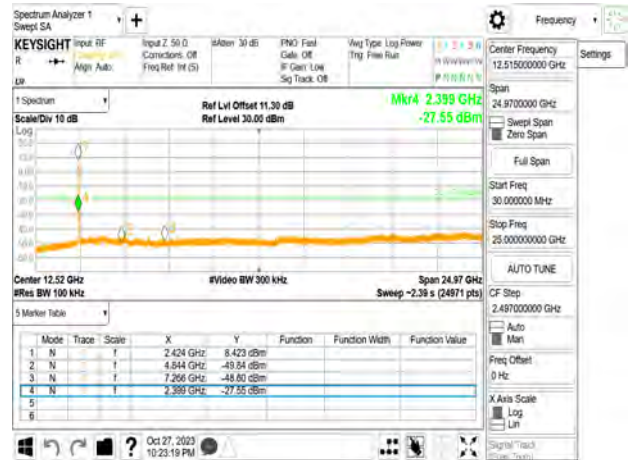 Spectrum Analyzer 1
Swept SA
Frequency
KEYSIGHT
Input: RF
Input Z: 50 Ω
#Atten: 30 dB
PNO: Fast
Avg Type: Log-Power
R
Corrections: Off
Gate: Off
Trig: Free Run
Align: Auto
Freq Ref: Int (S)
IF Gain: Low
Sig Track: Off
P N N N N N
Center Frequency
12.515000000 GHz
Settings
Span
24.9700000 GHz
Swept Span
Zero Span
Full Span
Start Freq
30.000000 MHz
Stop Freq
25.000000000 GHz
AUTO TUNE
CF Step
2.497000000 GHz
Auto
Man
Freq Offset
0 Hz
X Axis Scale
Log
Lin
Signal Track
1 Spectrum
Ref Lvl Offset 11.30 dB
Mkr4 2.399 GHz
Scale/Div 10 dB
Ref Level 30.00 dBm
-27.55 dBm
Log
Center 12.52 GHz
#Video BW 300 kHz
Span 24.97 GHz
#Res BW 100 kHz
Sweep ~2.39 s (24971 pts)
5 Marker Table
Mode Trace Scale X Y Function Function Width Function Value
1 N f 2.424 GHz 8.423 dBm
2 N f 4.844 GHz -49.84 dBm
3 N f 7.266 GHz -48.60 dBm
4 N f 2.399 GHz -27.55 dBm
5
6
?
Oct 27, 2023
10:23:19 PM